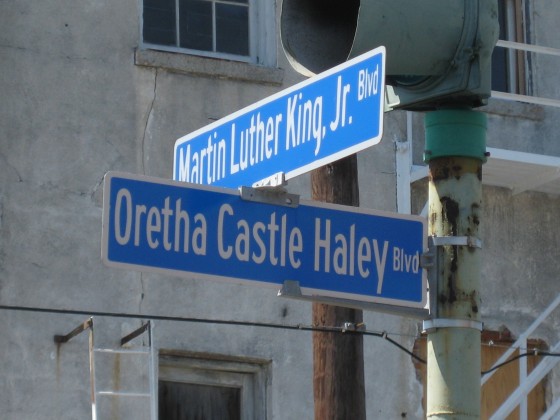 Martin Luther King, Jr. Blvd
Oretha Castle Haley Blvd